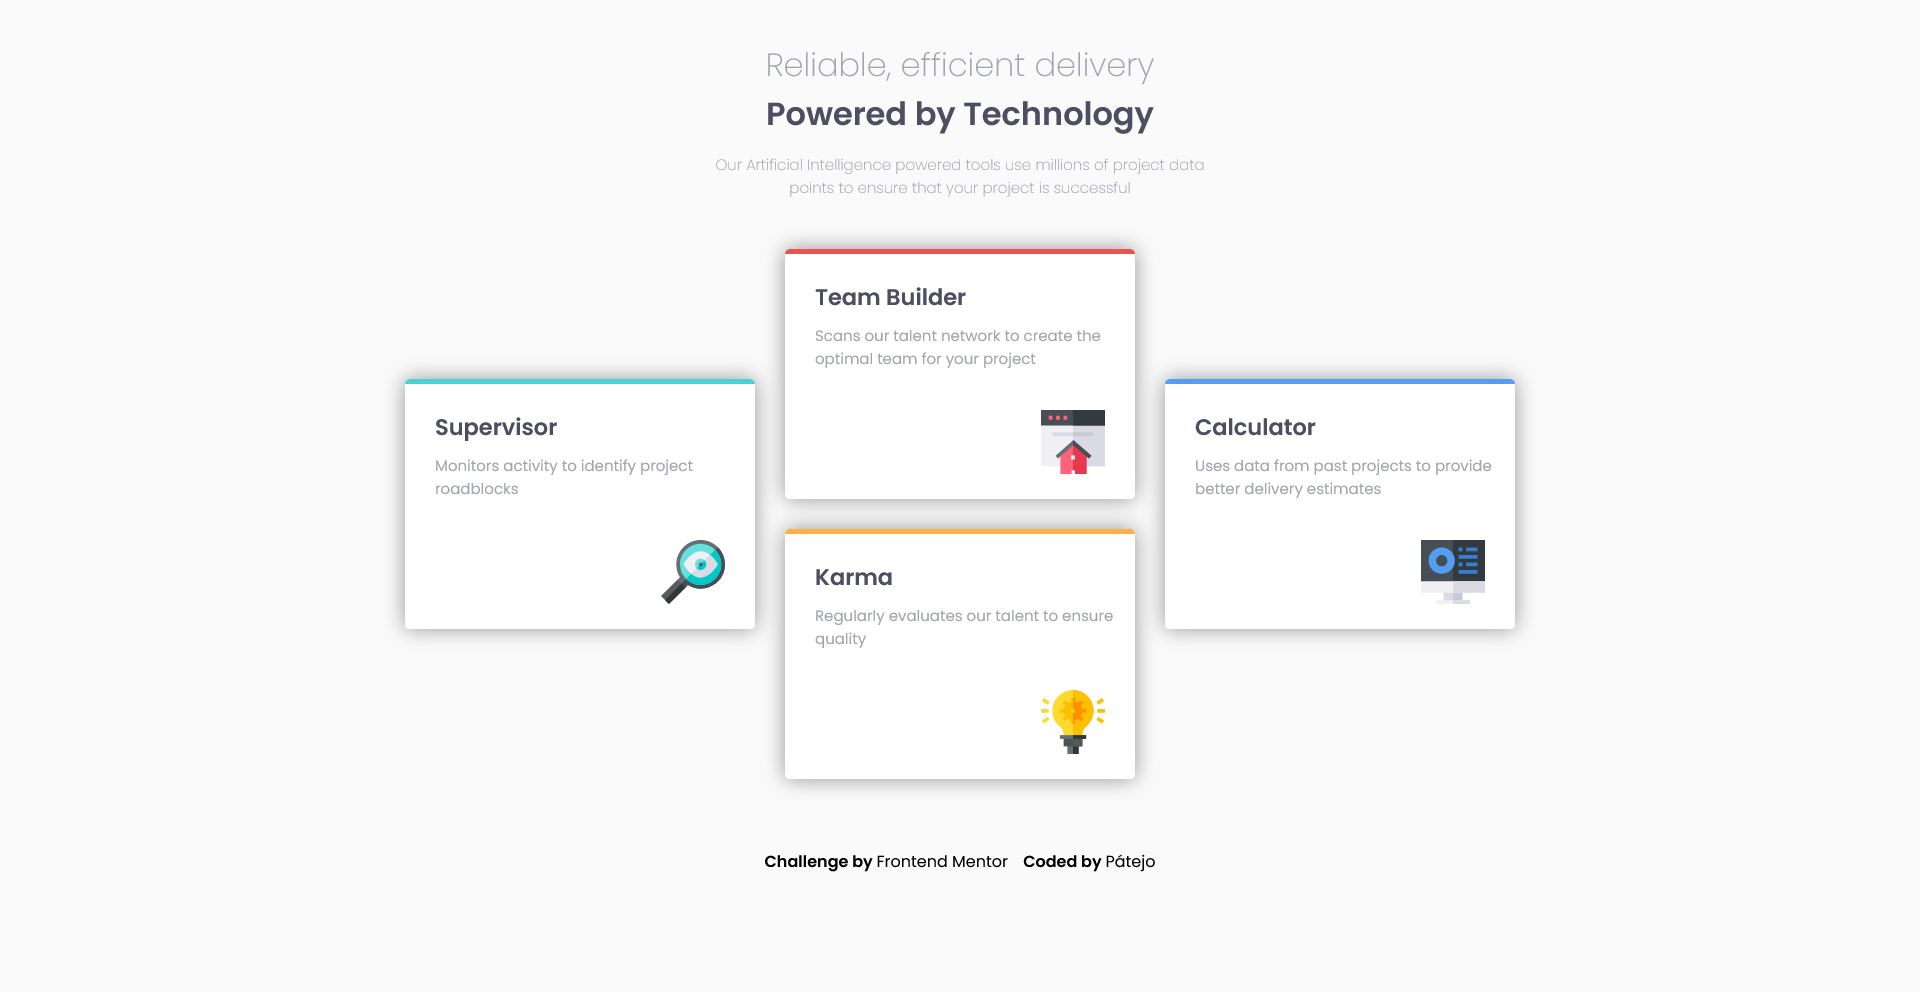 Reliable, efficient delivery
Powered by Technology
Our Artificial Intelligence powered tools use millions of project data
points to ensure that your project is successful
Supervisor
Monitors activity to identify project
roadblocks
Team Builder
Scans our talent network to create the
optimal team for your project
Karma
Regularly evaluates our talent to ensure
quality
Calculator
Uses data from past projects to provide
better delivery estimates
Challenge by Frontend Mentor Coded by Pátejo